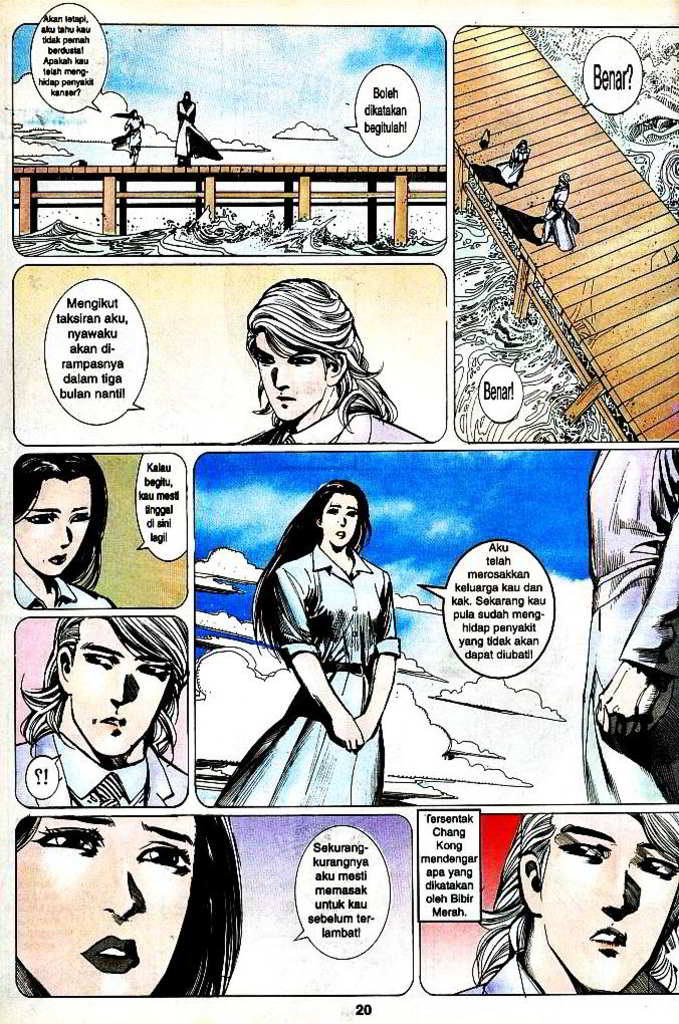 Akan tetapi,
aku tahu kau
tidak pernah
berdusta!
Apakah kau
telah meng-
hidap penyakit
kanser?
Boleh
dikatakan
begitulah!
Benar?
Benar!
Mengikut
taksiran aku,
nyawaku
akan di-
rampasnya
dalam tiga
bulan nanti!
Kalau
begitu,
kau mesti
tinggal
di sini
lagi!
Aku
telah
merosakkan
keluarga kau dan
kak. Sekarang kau
pula sudah meng-
hidap penyakit
yang tidak akan
dapat diubati!
?!
Sekurang-
kurangnya
aku mesti
memasak
untuk kau
sebelum ter-
lambat!
Tersentak
Chang
Kong
mendengar
apa yang
dikatakan
oleh Bibir
Merah.
20